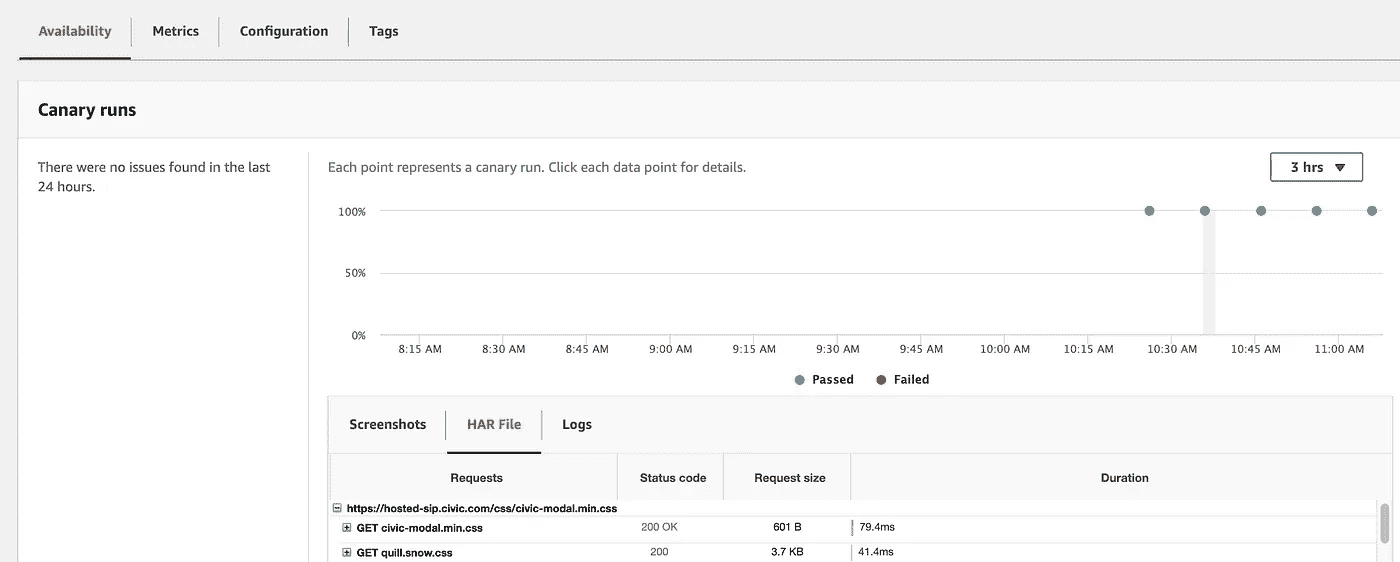 Availability Metrics Configuration Tags
Canary runs
There were no issues found in the last
24 hours.
Each point represents a canary run. Click each data point for details.
3 hrs
100%
50%
0%
8:15 AM 8:30 AM 8:45 AM 9:00 AM 9:15 AM 9:30 AM 9:45 AM 10:00 AM 10:15 AM 10:30 AM 10:45 AM 11:00 AM
Passed Failed
Screenshots HAR File Logs
Requests Status code Request size Duration
https://hosted-sip.civic.com/css/civic-modal.min.css
GET civic-modal.min.css 200 OK 601 B 79.4ms
GET quill.snow.css 200 3.7 KB 41.4ms